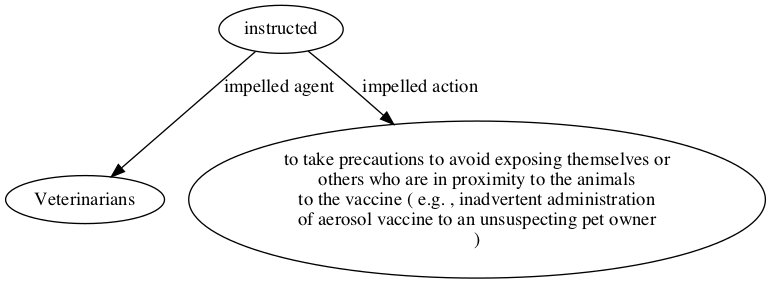 instructed
impelled agent
impelled action
Veterinarians
to take precautions to avoid exposing themselves or
others who are in proximity to the animals
to the vaccine ( e.g. , inadvertent administration
of aerosol vaccine to an unsuspecting pet owner
)